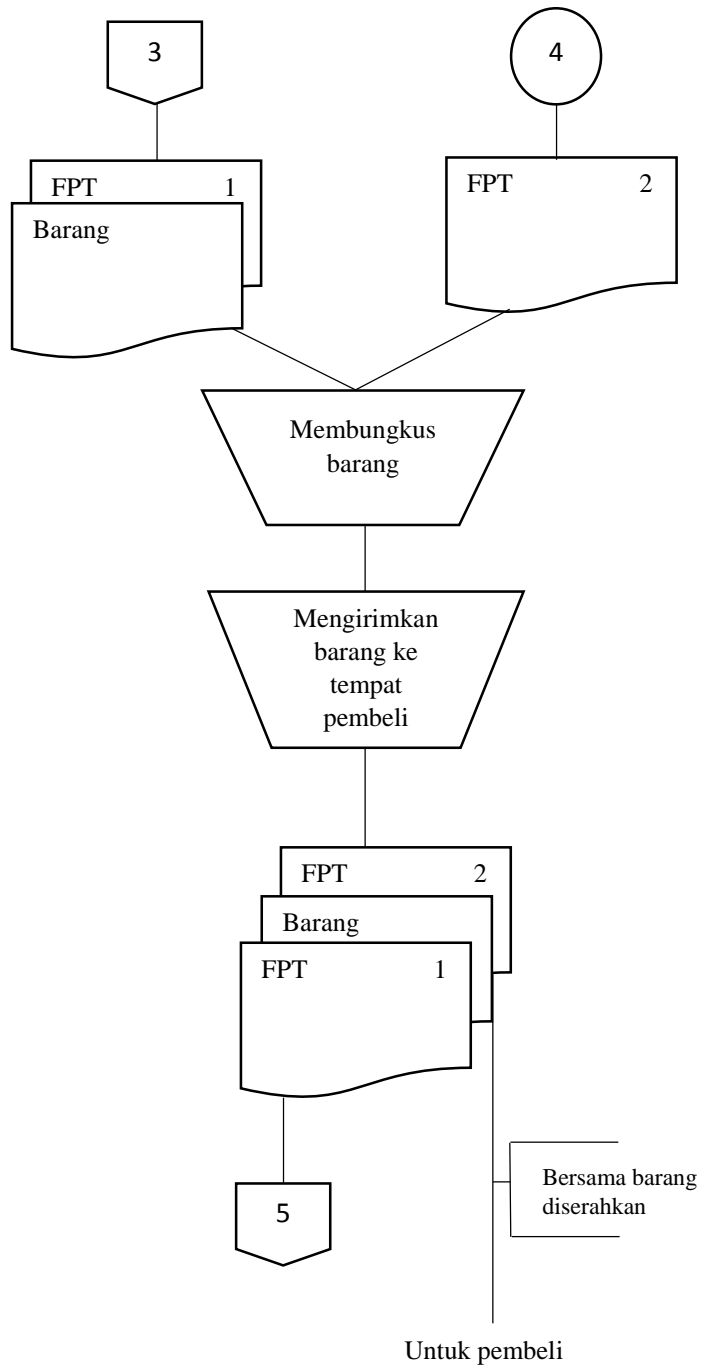 3
4
FPT 1
Barang
FPT 2
Membungkus
barang
Mengirimkan
barang ke
tempat
pembeli
FPT 2
Barang
FPT 1
5
Bersama barang
diserahkan
Untuk pembeli